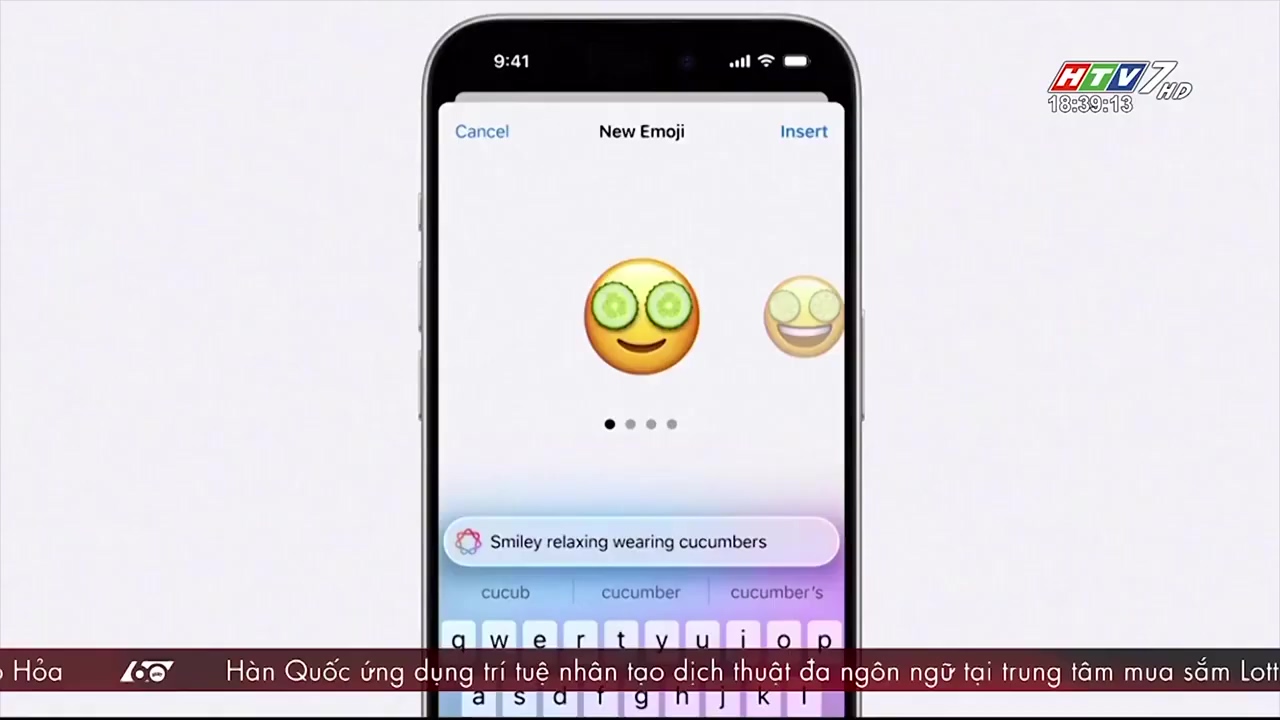 9:41
HTV7 HD
18:39:13
Cancel New Emoji Insert
Smiley relaxing wearing cucumbers
cucub cucumber cucumber's
q w e r t y u i o p
Hỏa 60 giây Hàn Quốc ứng dụng trí tuệ nhân tạo dịch thuật đa ngôn ngữ tại trung tâm mua sắm Lott
a s d f g h j k l